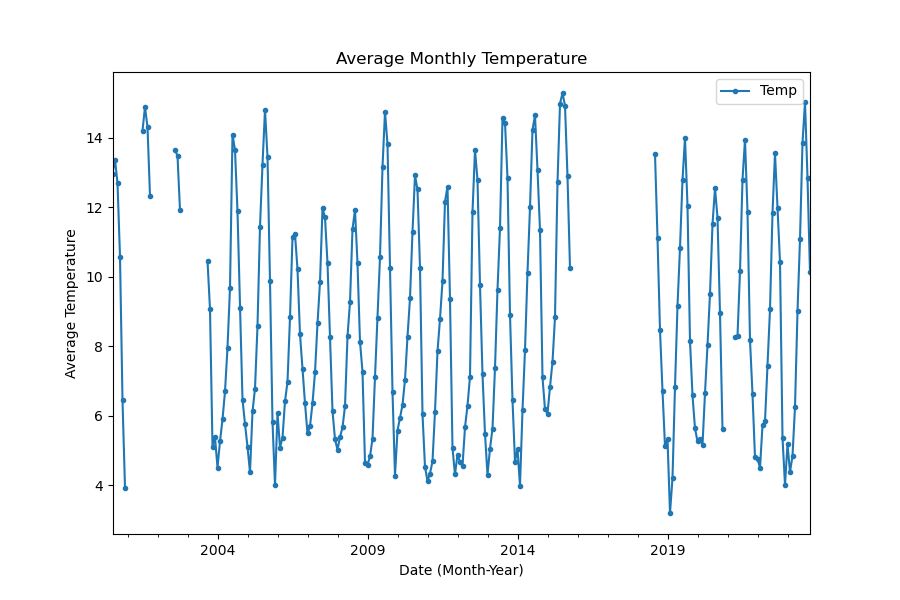 Average Monthly Temperature
Temp
Average Temperature
14
12
10
8
6
4
2004
2009
2014
2019
Date (Month-Year)